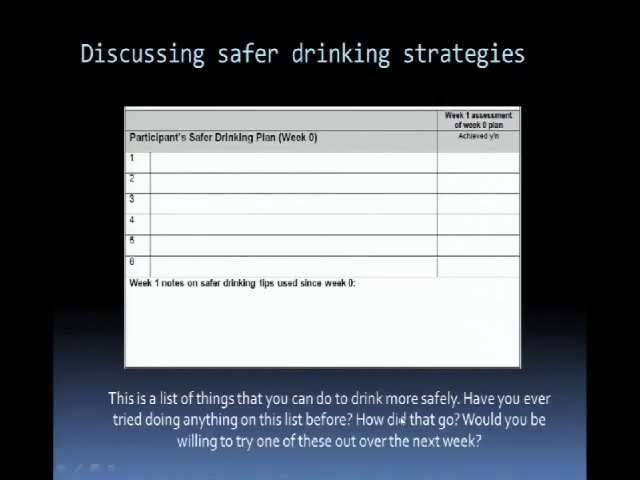 Discussing safer drinking strategies
Week 1 assessment
of week 0 plan
Participant's Safer Drinking Plan (Week 0)
Achieved y/n
1
2
3
4
5
6
Week 1 notes on safer drinking tips used since week 0:
This is a list of things that you can do to drink more safely. Have you ever
tried doing anything on this list before? How did that go? Would you be
willing to try one of these out over the next week?